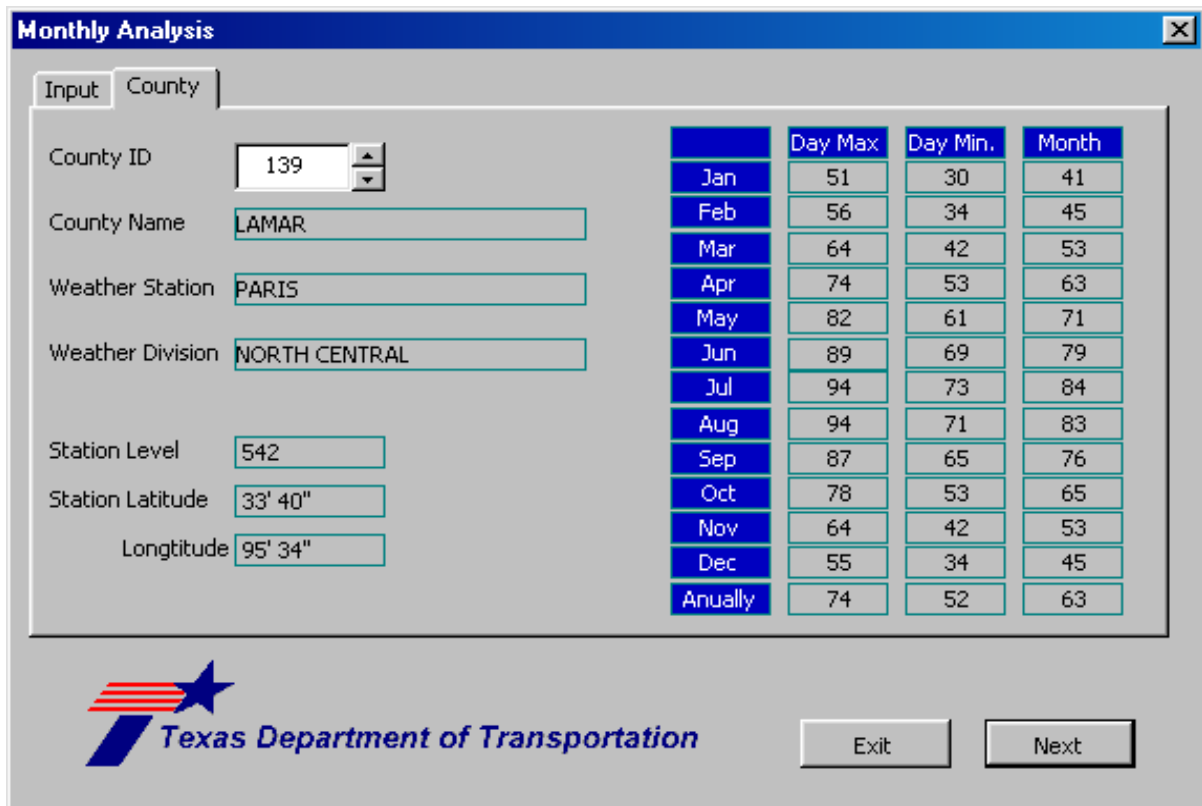 Monthly Analysis
Input County
County ID 139
County Name LAMAR
Weather Station PARIS
Weather Division NORTH CENTRAL
Station Level 542
Station Latitude 33' 40"
Longtitude 95' 34"
Day Max Day Min. Month
Jan 51 30 41
Feb 56 34 45
Mar 64 42 53
Apr 74 53 63
May 82 61 71
Jun 89 69 79
Jul 94 73 84
Aug 94 71 83
Sep 87 65 76
Oct 78 53 65
Nov 64 42 53
Dec 55 34 45
Anually 74 52 63
Texas Department of Transportation
Exit Next